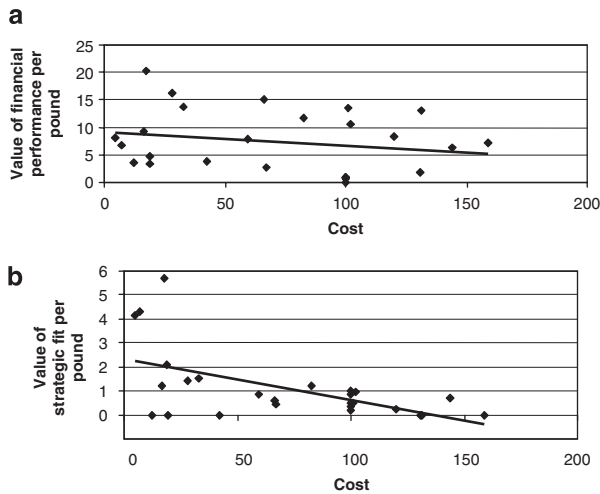 a
Value of financial
performance per
pound
25
20
15
10
5
0
0 50 100 150 200
Cost
b
Value of
strategic fit per
pound
6
5
4
3
2
1
0
0 50 100 150 200
Cost